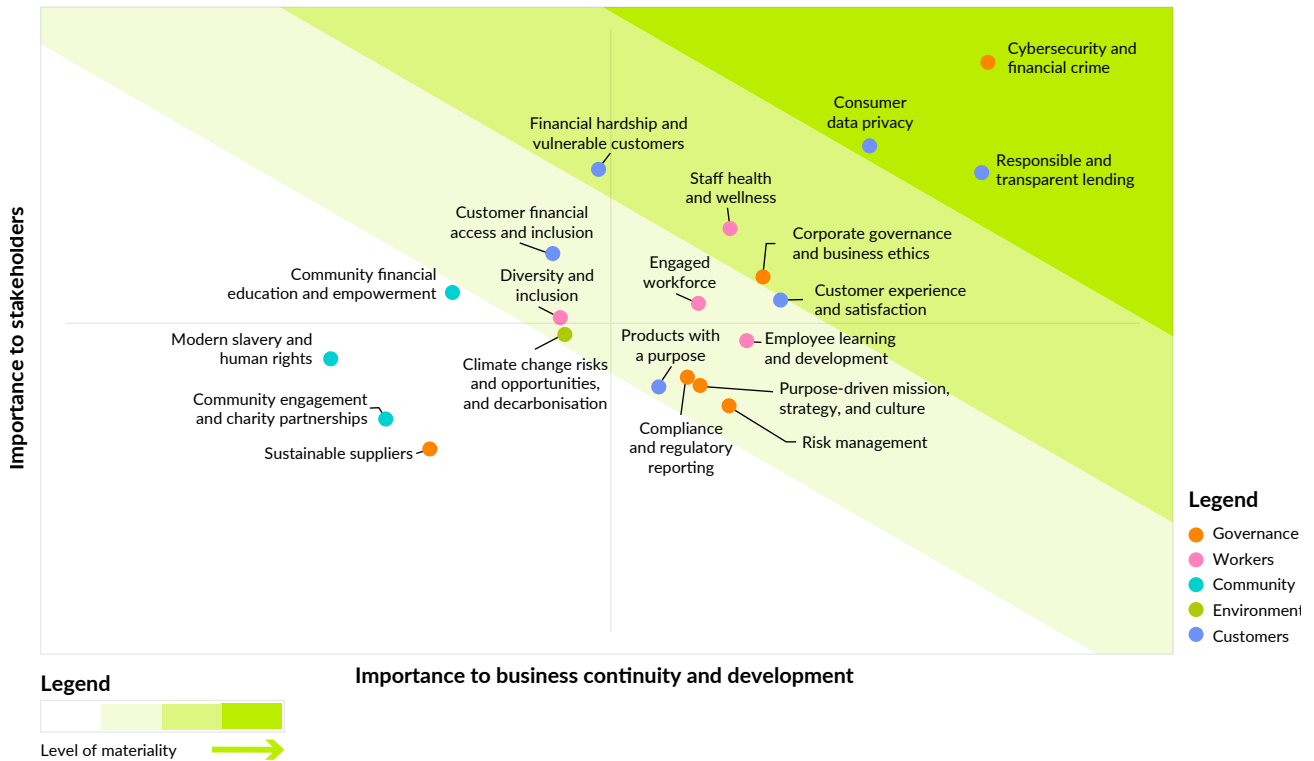 Cybersecurity and
financial crime
Consumer
data privacy
Financial hardship and
vulnerable customers
Responsible and
transparent lending
Staff health
and wellness
Customer financial
access and inclusion
Corporate governance
and business ethics
Engaged
workforce
Community financial
education and empowerment
Diversity and
inclusion
Customer experience
and satisfaction
Modern slavery and
human rights
Products with
a purpose
Employee learning
and development
Climate change risks
and opportunities,
and decarbonisation
Purpose-driven mission,
strategy, and culture
Community engagement
and charity partnerships
Compliance
and regulatory
reporting
Risk management
Sustainable suppliers
Importance to stakeholders
Importance to business continuity and development
Legend
Governance
Workers
Community
Environment
Customers
Legend
Level of materiality